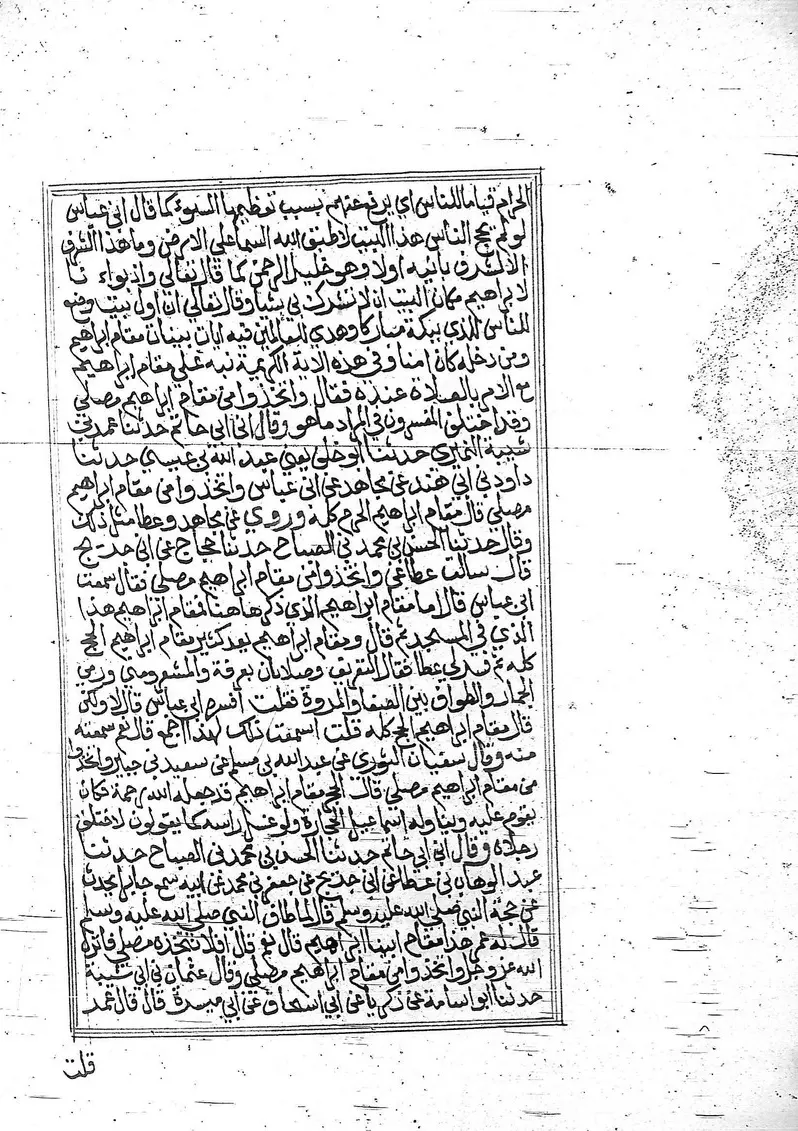 الحرام قياما للناس اي يرفع عنهم بسبب تعظيمها السوء كما قال ابن عباس
لو لم يحج الناس هذا البيت لاطبق الله السما على الارض وما هذا الشرف
الا لشرف بانيه اولا وهو خليل الرحمن كما قال تعالى واذ بوانا
لابراهيم مكان البيت ان لا تشرك بي شيا وقال تعالى ان اول بيت وضع
للناس للذي ببكة مباركا وهدى للعالمين فيه ايات بينات مقام ابراهيم
ومن دخله كان امنا وفي هذه الاية الكريمة نبه على مقام ابراهيم
مع الامر بالصلاة عنده فقال واتخذوا من مقام ابراهيم مصلى
وقد اختلف المفسرون في المراد ما هو وقال ابن ابي حاتم حدثنا عمر بن
شيبة النميري حدثنا ابو خلف يعني عبد الله بن عيسى حدثنا
داود بن ابي هند عن مجاهد عن ابن عباس واتخذوا من مقام ابراهيم
مصلى قال مقام ابراهيم الحرم كله وروي عن مجاهد وعطا مثل ذلك
وقال حدثنا الحسن بن محمد بن الصباح حدثنا حجاج عن ابن جريج
قال سالت عطا عن واتخذوا من مقام ابراهيم مصلى فقال سمعت
ابن عباس قال اما مقام ابراهيم الذي ذكر هاهنا فمقام ابراهيم هذا
الذي في المسجد ثم قال ومقام ابراهيم يعد كثير مقام ابراهيم الحج
كله ثم فسر لي عطا فقال التعريف وصلاتان بعرفة والمشعر ومنى ورمي
الجمار والطواف بين الصفا والمروة فقلت افسره ابن عباس قال لا ولكن
قال مقام ابراهيم الحج كله قلت اسمعت ذلك لهذا اجمع قال نعم سمعته
منه وقال سفيان الثوري عن عبد الله بن مسلم عن سعيد بن جبير واتخذوا
من مقام ابراهيم مصلى قال الحجر مقام ابراهيم قد جعله الله رحمة فكان
يقوم عليه ويناوله اسماعيل الحجارة ولو غسل راسه كما يقولون لاختلف
رجلاه وقال ابن ابي حاتم حدثنا الحسن بن محمد بن الصباح حدثنا
عبد الوهاب بن عطا عن ابن جريج عن جعفر بن محمد عن ابيه سمع جابر يحدث
عن حجة النبي صلى الله عليه وسلم قال لما طاف النبي صلى الله عليه وسلم
قال له عمر هذا مقام ابينا ابراهيم قال نعم قال افلا نتخذه مصلى فانزل
الله عز وجل واتخذوا من مقام ابراهيم مصلى وقال عثمان بن ابي شيبة
حدثنا ابو اسامة عن زكريا عن ابي اسحاق عن ابي ميسرة قال قال عمر
قلت